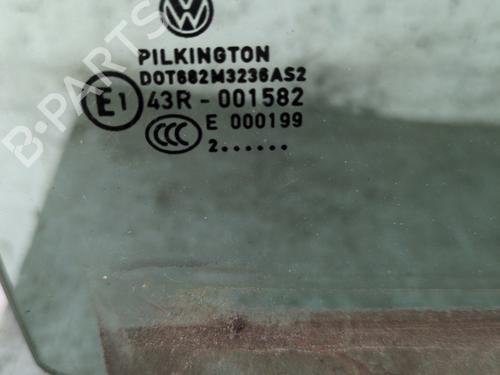 PILKINGTON
DOT682M3236AS2
E1 43R-001582
CCC E 000199
2......
B-PARTS